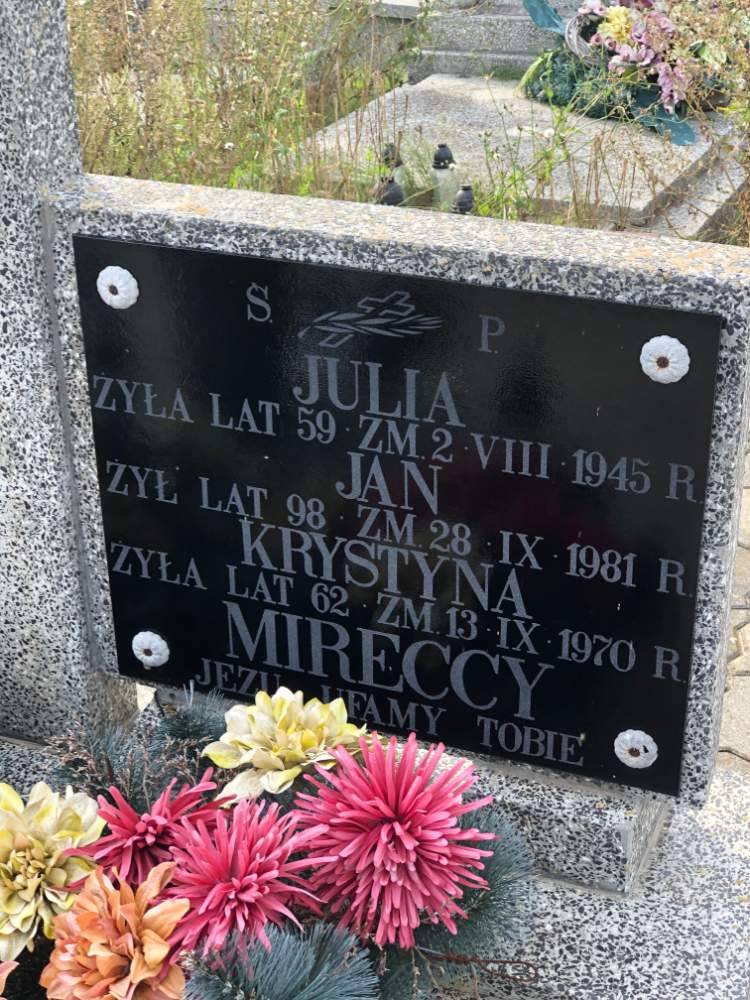 Ś. P.
JULIA
ŻYŁA LAT 59 · ZM. 2 · VIII · 1945 R.
JAN
ŻYŁ LAT 98 · ZM. 28 · IX · 1981 R.
KRYSTYNA
ŻYŁA LAT 62 · ZM. 13 · IX · 1970 R.
MIRECCY
JEZU UFAMY TOBIE